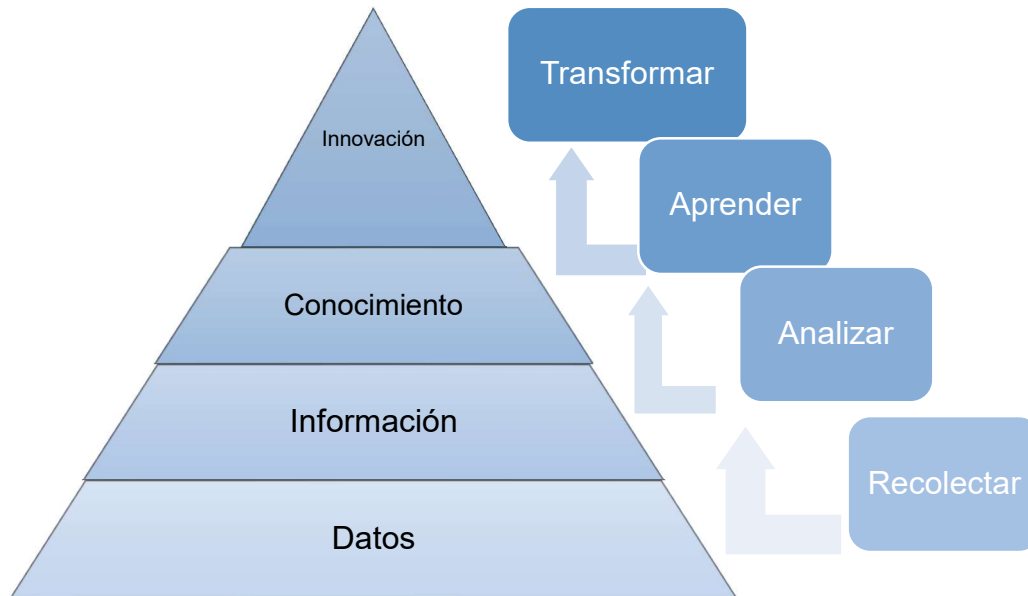 Innovación
Conocimiento
Información
Datos
Transformar
Aprender
Analizar
Recolectar